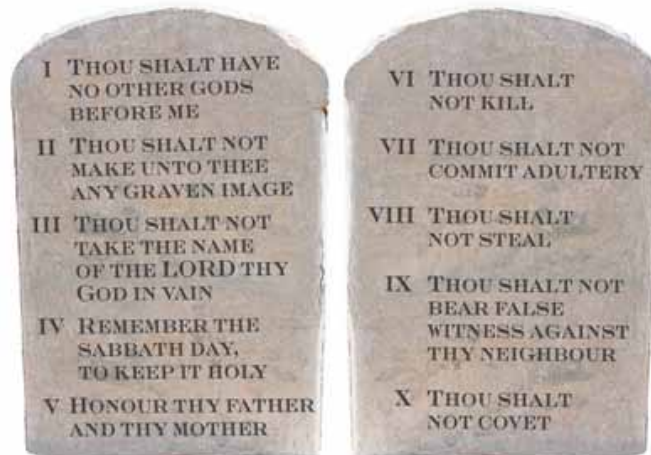 I THOU SHALT HAVE
NO OTHER GODS
BEFORE ME
II THOU SHALT NOT
MAKE UNTO THEE
ANY GRAVEN IMAGE
III THOU SHALT NOT
TAKE THE NAME
OF THE LORD THY
GOD IN VAIN
IV REMEMBER THE
SABBATH DAY,
TO KEEP IT HOLY
V HONOUR THY FATHER
AND THY MOTHER
VI THOU SHALT
NOT KILL
VII THOU SHALT NOT
COMMIT ADULTERY
VIII THOU SHALT
NOT STEAL
IX THOU SHALT NOT
BEAR FALSE
WITNESS AGAINST
THY NEIGHBOUR
X THOU SHALT
NOT COVET